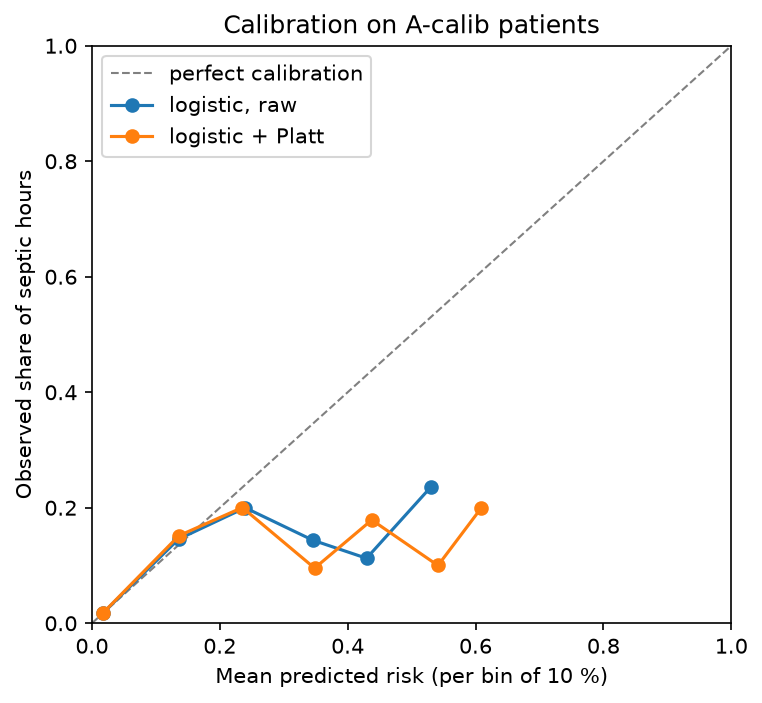 Calibration on A-calib patients
1.0
0.8
0.6
0.4
0.2
0.0
Observed share of septic hours
perfect calibration
logistic, raw
logistic + Platt
0.0 0.2 0.4 0.6 0.8 1.0
Mean predicted risk (per bin of 10 %)